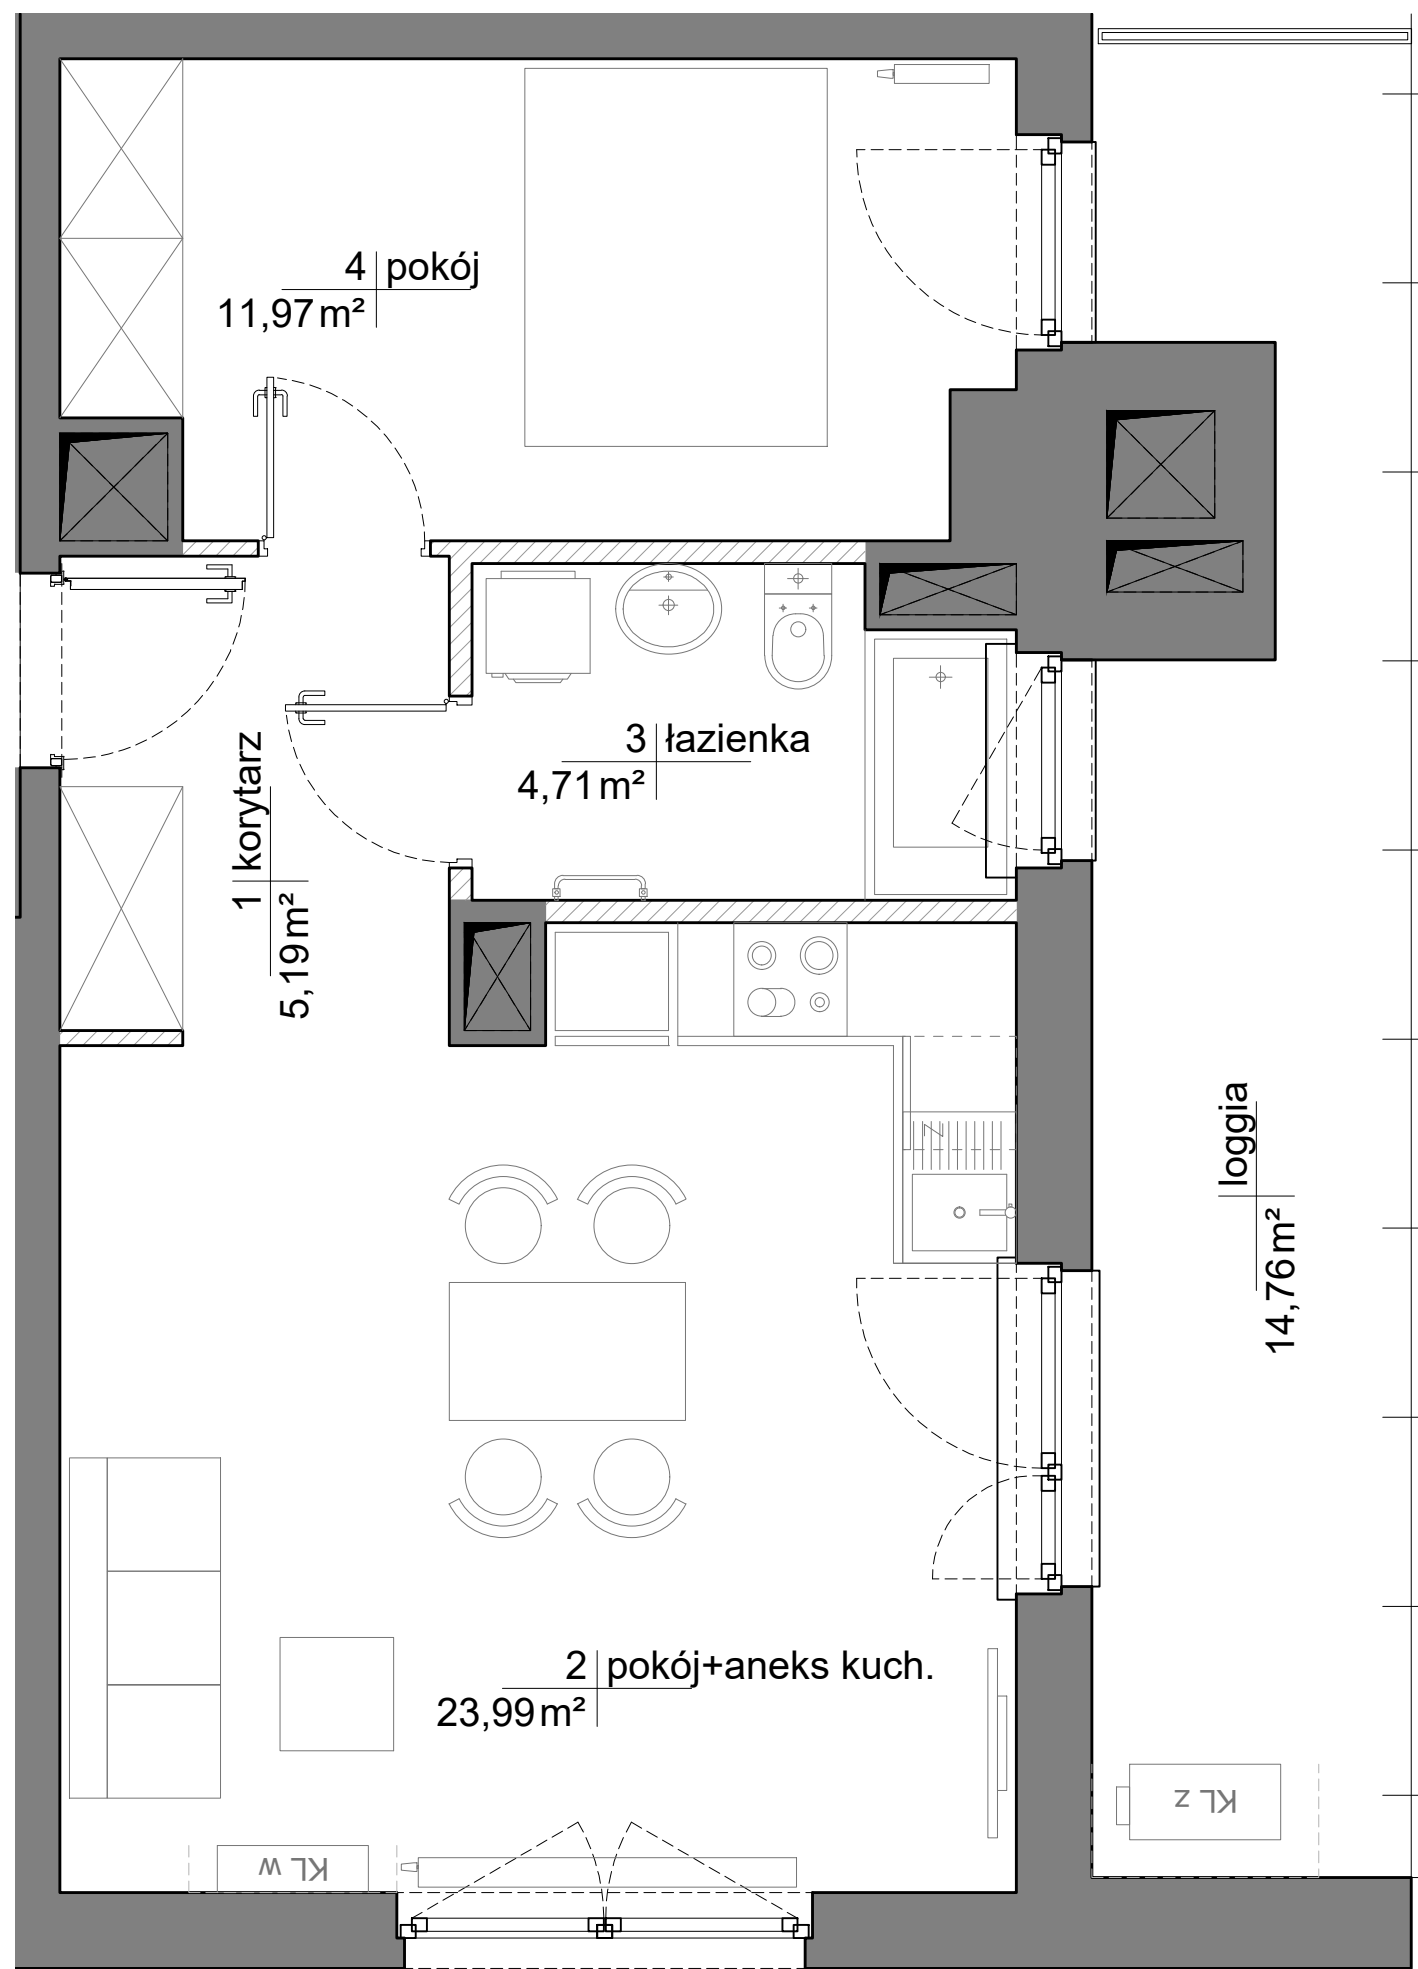 4 pokój
11,97 m²
3 łazienka
4,71 m²
1 korytarz
5,19 m²
loggia
14,76 m²
2 pokój+aneks kuch.
23,99 m²
KL z
KL w